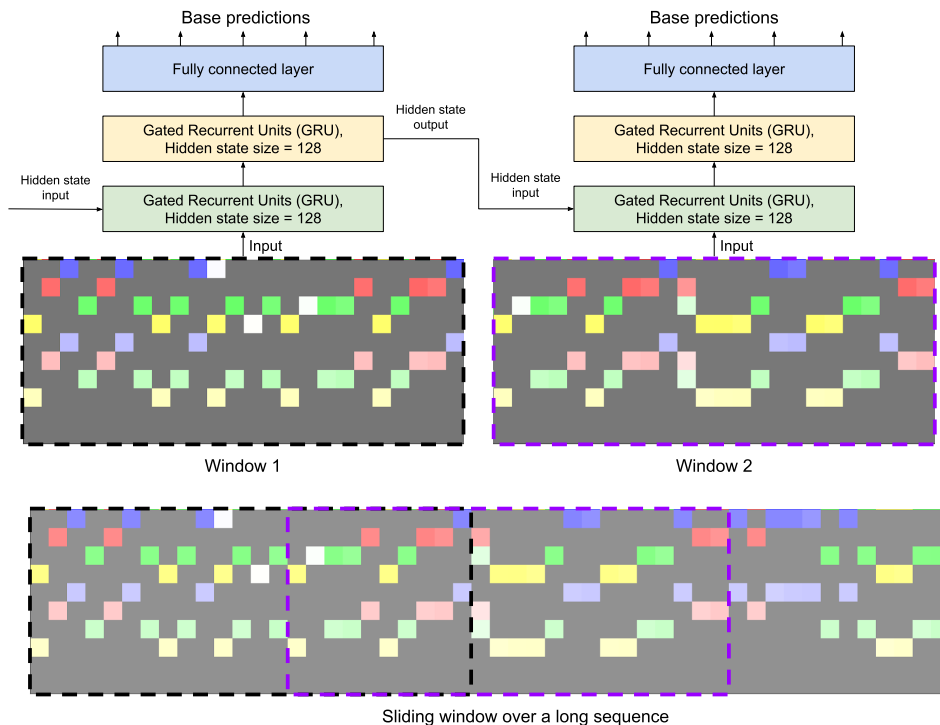 Base predictions
Fully connected layer
Gated Recurrent Units (GRU),
Hidden state size = 128
Hidden state
output
Hidden state
input
Gated Recurrent Units (GRU),
Hidden state size = 128
Input
Window 1
Base predictions
Fully connected layer
Gated Recurrent Units (GRU),
Hidden state size = 128
Hidden state
input
Gated Recurrent Units (GRU),
Hidden state size = 128
Input
Window 2
Sliding window over a long sequence